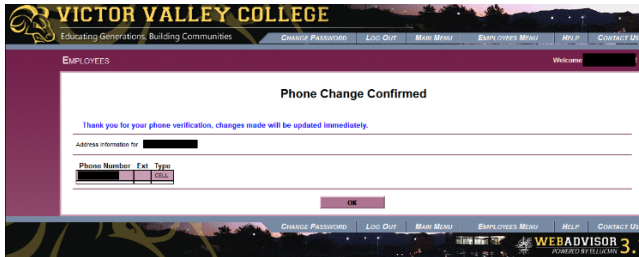 VICTOR VALLEY COLLEGE
Educating Generations, Building Communities
CHANGE PASSWORD LOG OUT MAIN MENU EMPLOYEES MENU HELP CONTACT US
EMPLOYEES Welcome
Phone Change Confirmed
Thank you for your phone verification, changes made will be updated immediately.
Address information for
Phone Number Ext Type
CELL
OK
CHANGE PASSWORD LOG OUT MAIN MENU EMPLOYEES MENU HELP CONTACT US
WEBADVISOR 3.
POWERED BY ELLUCIAN